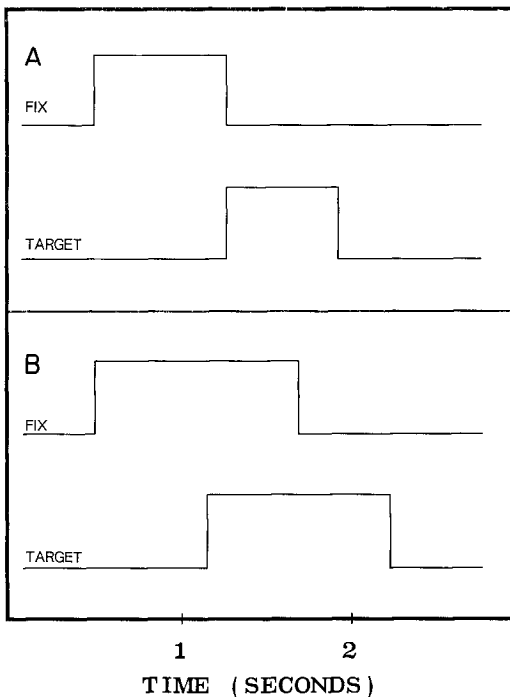 A
FIX
TARGET
B
FIX
TARGET
1 2
TIME (SECONDS)